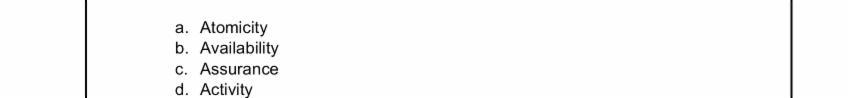 a. Atomicity
b. Availability
c. Assurance
d. Activity